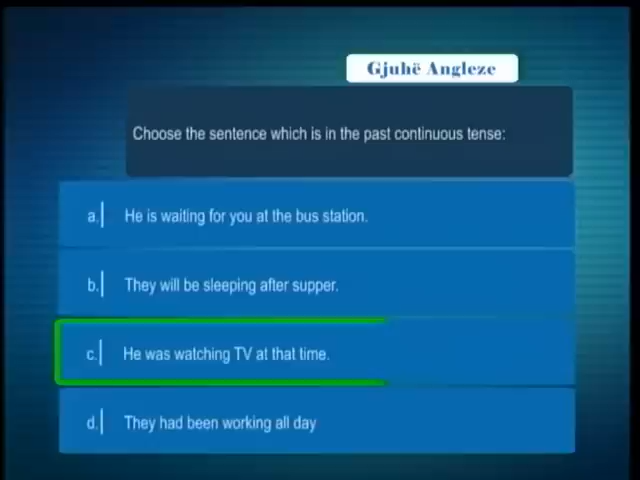 Gjuhë Angleze
Choose the sentence which is in the past continuous tense:
a. He is waiting for you at the bus station.
b. They will be sleeping after supper.
c. He was watching TV at that time.
d. They had been working all day